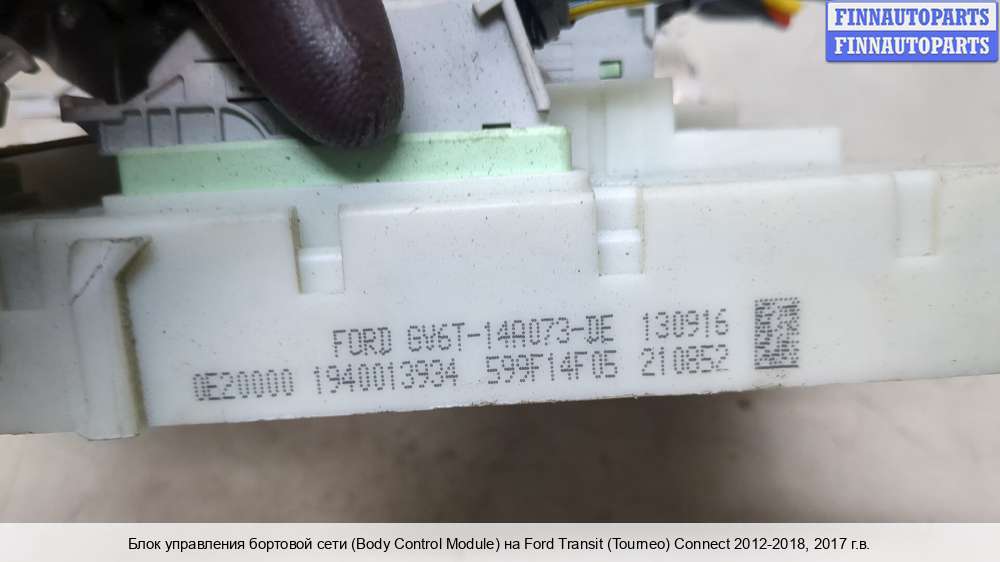 FINNAUTOPARTS
FINNAUTOPARTS
FORD GV6T-14A073-DE 130916
0E20000 1940013934 599F14F05 210852
Блок управления бортовой сети (Body Control Module) на Ford Transit (Tourneo) Connect 2012-2018, 2017 г.в.